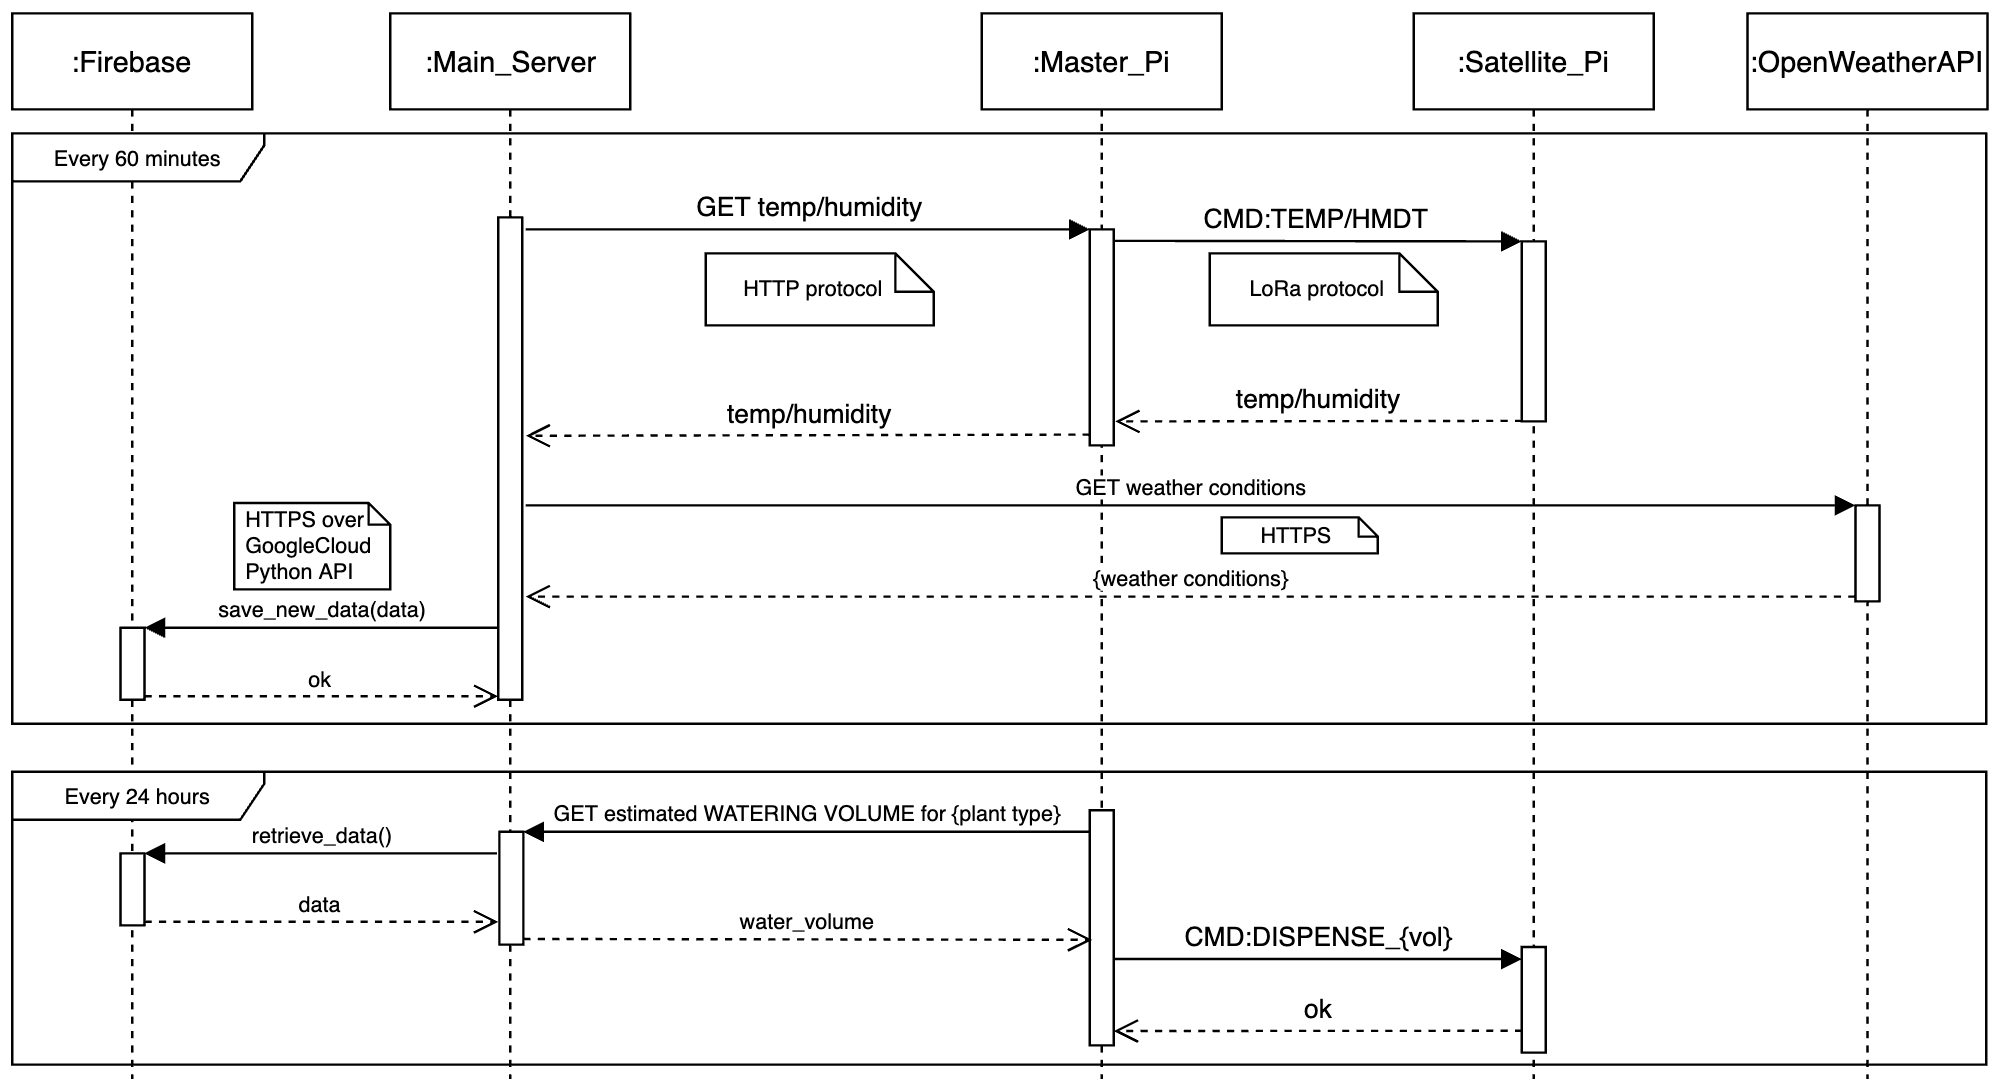 :Firebase
:Main_Server
:Master_Pi
:Satellite_Pi
:OpenWeatherAPI
Every 60 minutes
GET temp/humidity
CMD:TEMP/HMDT
HTTP protocol
LoRa protocol
temp/humidity
temp/humidity
GET weather conditions
HTTPS over
GoogleCloud
Python API
HTTPS
{weather conditions}
save_new_data(data)
ok
Every 24 hours
GET estimated WATERING VOLUME for {plant type}
retrieve_data()
data
water_volume
CMD:DISPENSE_{vol}
ok